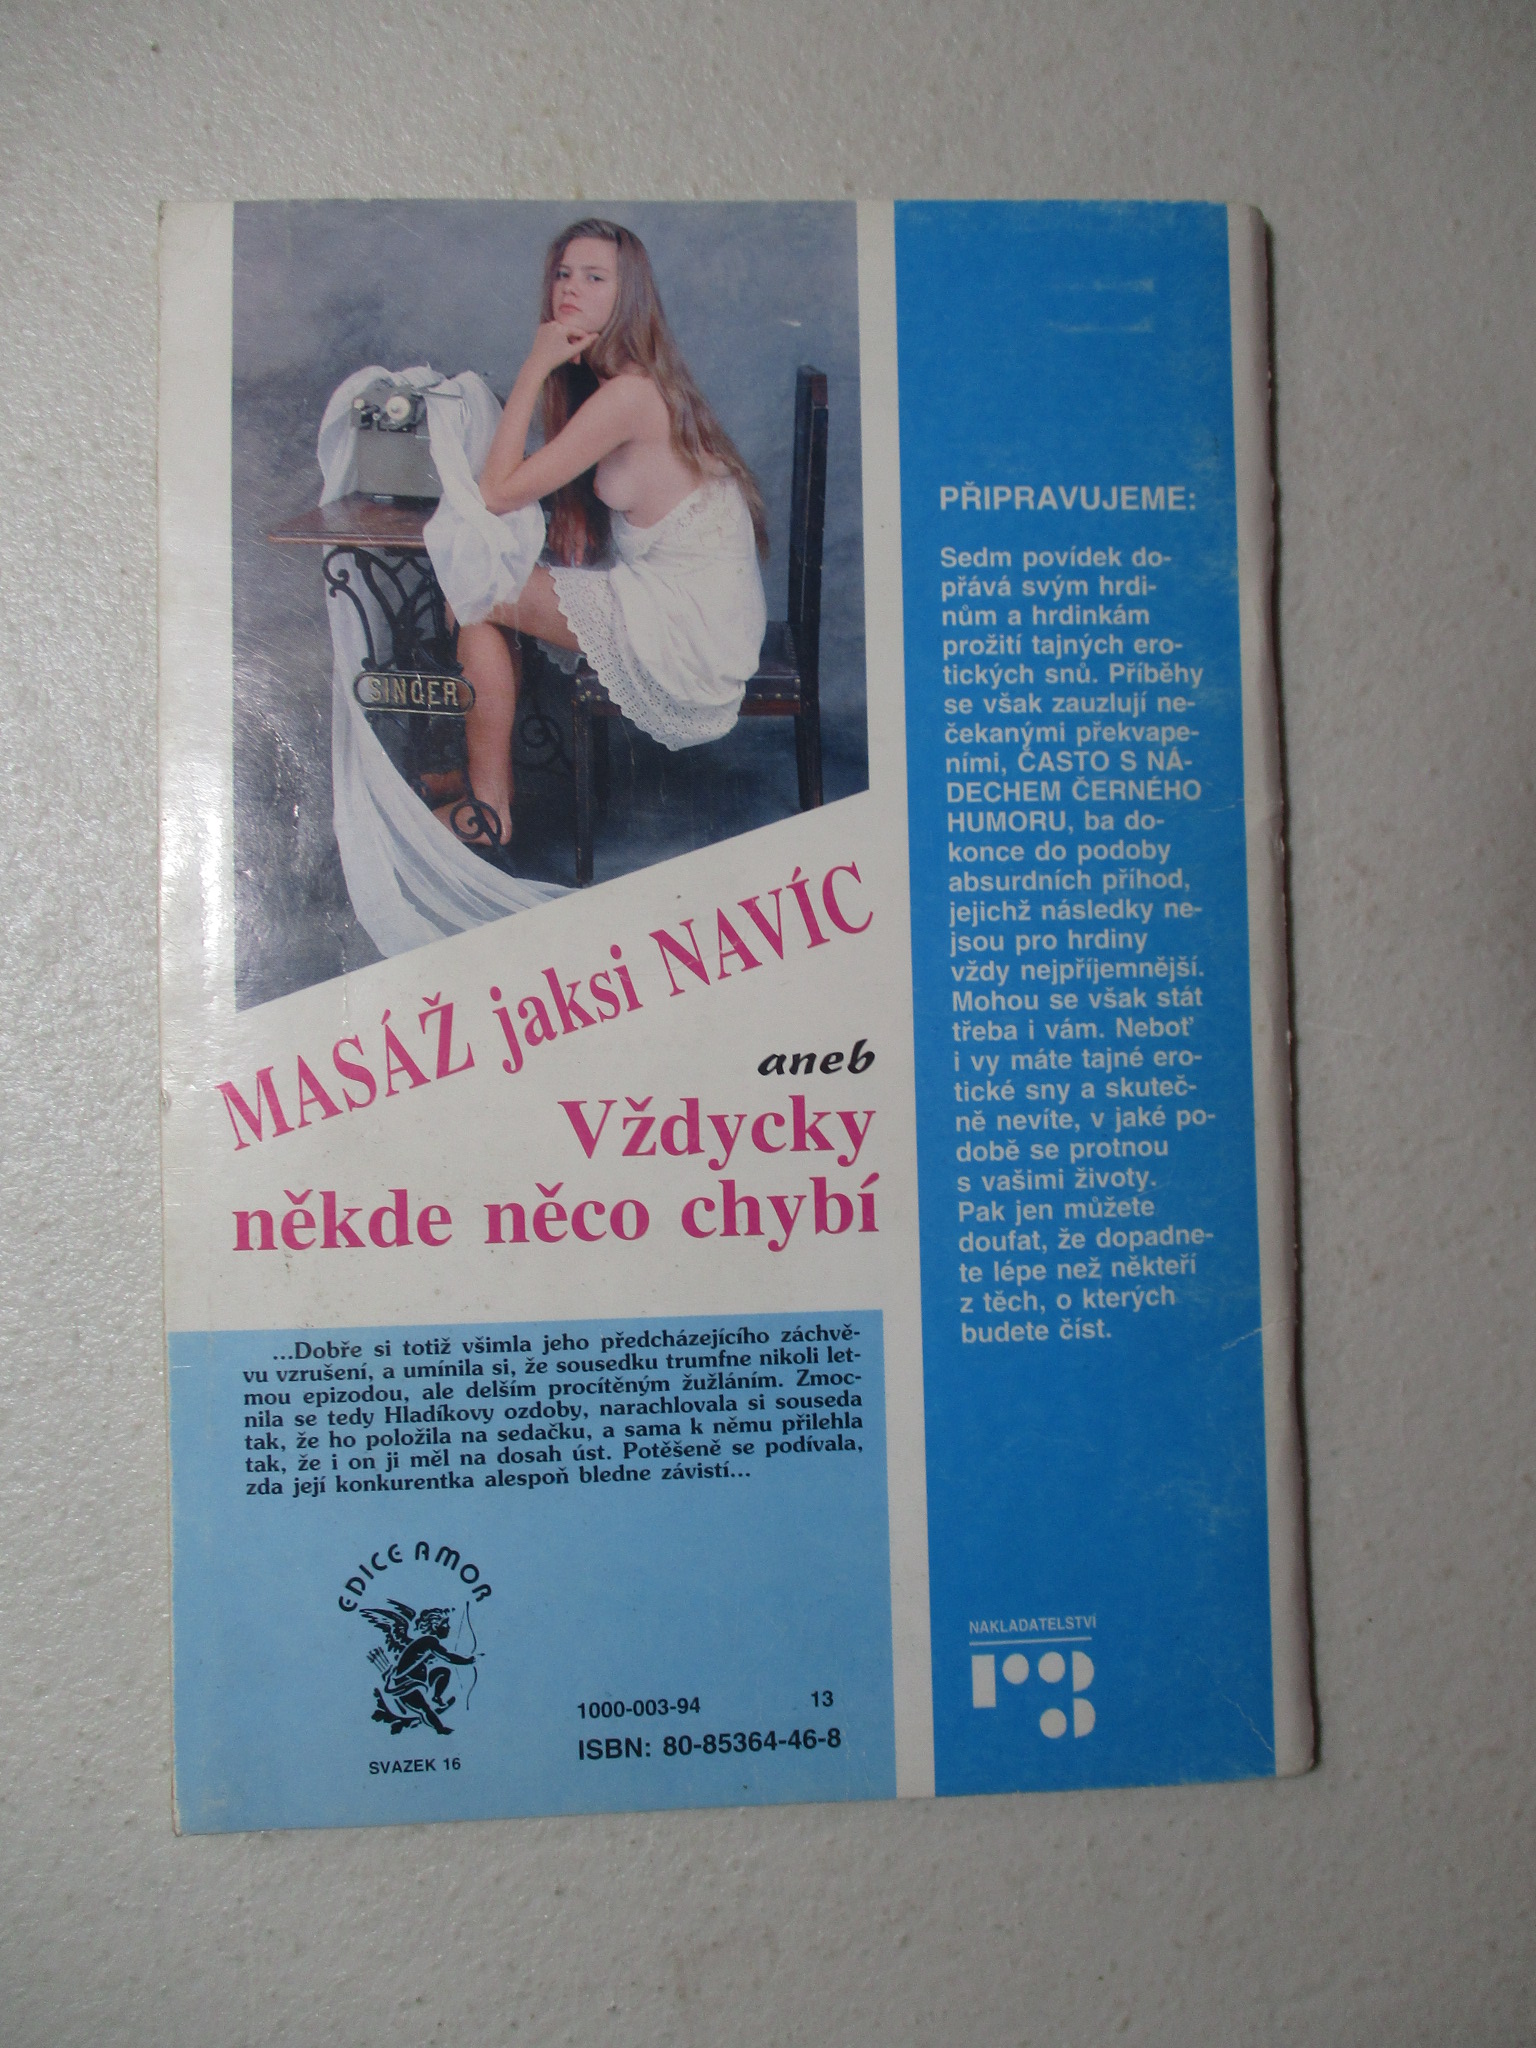 SINGER
MASÁŽ jaksi NAVÍC
aneb
Vždycky
někde něco chybí
...Dobře si totiž všimla jeho předcházejícího záchvě-
vu vzrušení, a umínila si, že sousedku trumfne nikoli let-
mou epizodou, ale delším procítěným žužláním. Zmoc-
nila se tedy Hladíkovy ozdoby, narachlovala si souseda
tak, že ho položila na sedačku, a sama k němu přilehla
tak, že i on ji měl na dosah úst. Potěšeně se podívala,
zda její konkurentka alespoň bledne závistí...
EDICE AMOR
SVAZEK 16
1000-003-94 13
ISBN: 80-85364-46-8
PŘIPRAVUJEME:
Sedm povídek do-
přává svým hrdi-
nům a hrdinkám
prožití tajných ero-
tických snů. Příběhy
se však zauzlují ne-
čekanými překvape-
ními, ČASTO S NÁ-
DECHEM ČERNÉHO
HUMORU, ba do-
konce do podoby
absurdních příhod,
jejichž následky ne-
jsou pro hrdiny
vždy nejpříjemnější.
Mohou se však stát
třeba i vám. Neboť
i vy máte tajné ero-
tické sny a skuteč-
ně nevíte, v jaké po-
době se protnou
s vašimi životy.
Pak jen můžete
doufat, že dopadne-
te lépe než někteří
z těch, o kterých
budete číst.
NAKLADATELSTVÍ